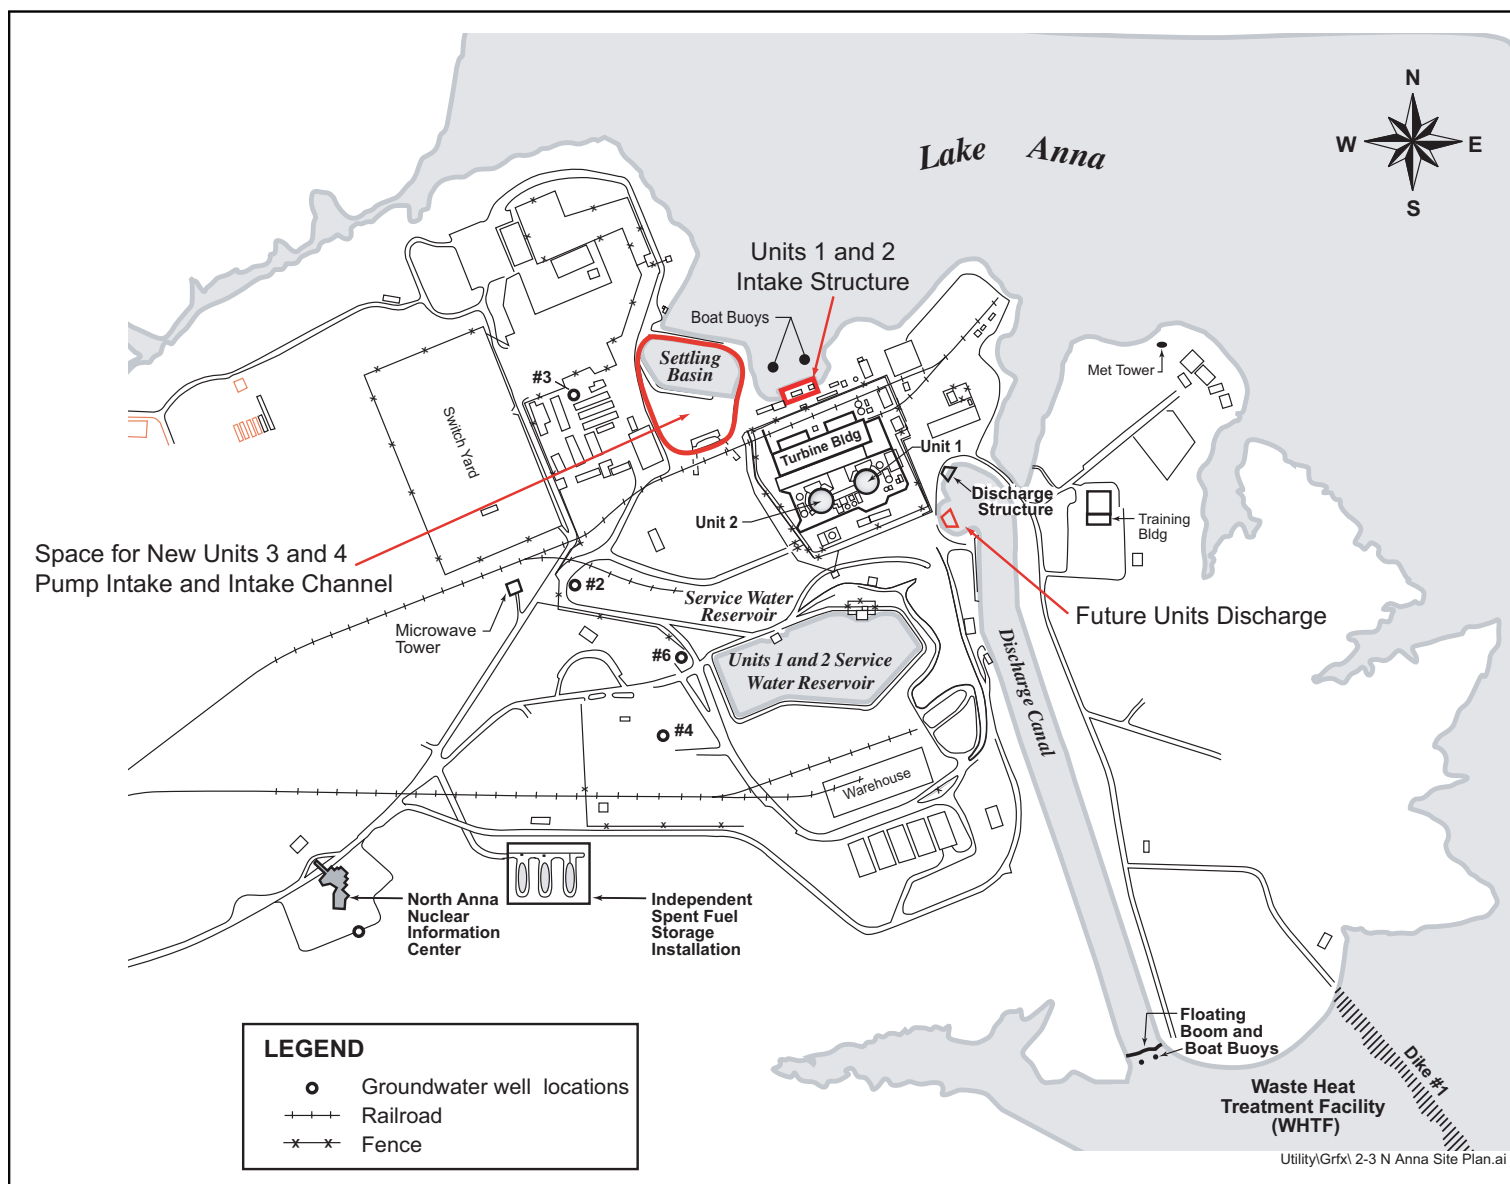 N
W
E
S
Lake Anna
Units 1 and 2
Intake Structure
Boat Buoys
Settling
Basin
Met Tower
#3
Switch Yard
Turbine Bldg
Unit 1
Unit 2
Discharge
Structure
Training
Bldg
Space for New Units 3 and 4
Pump Intake and Intake Channel
#2
Service Water
Reservoir
Future Units Discharge
Microwave
Tower
#6
Units 1 and 2 Service
Water Reservoir
Discharge Canal
#4
Warehouse
North Anna
Nuclear
Information
Center
Independent
Spent Fuel
Storage
Installation
Floating
Boom and
Boat Buoys
Dike #1
Waste Heat
Treatment Facility
(WHTF)
LEGEND
Groundwater well locations
Railroad
Fence
Utility\Grfx\ 2-3 N Anna Site Plan.ai